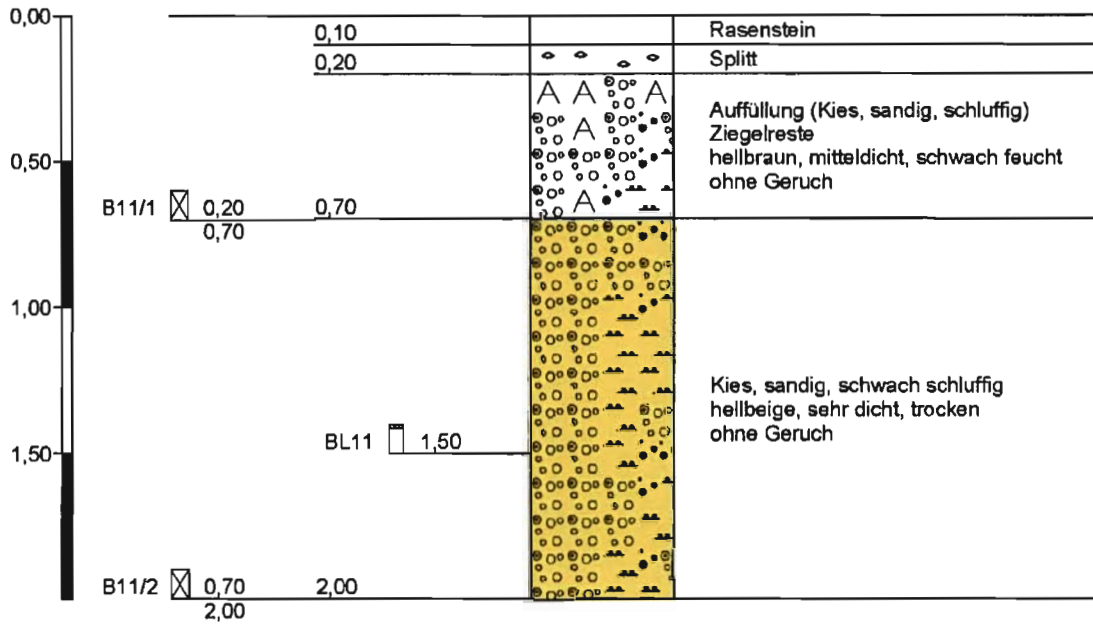 0,00
0,10 Rasenstein
0,20 Splitt
A A A
Auffüllung (Kies, sandig, schluffig)
A
Ziegelreste
0,50
hellbraun, mitteldicht, schwach feucht
ohne Geruch
B11/1 0,20 0,70
A
0,70
1,00
Kies, sandig, schwach schluffig
hellbeige, sehr dicht, trocken
ohne Geruch
1,50
BL11 1,50
B11/2 0,70 2,00
2,00